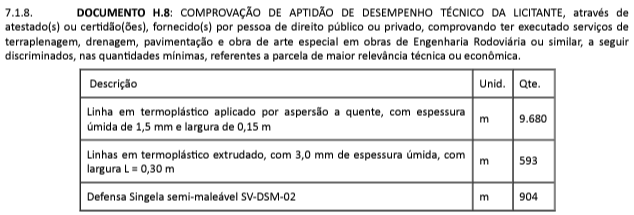 7.1.8. DOCUMENTO H.8: COMPROVAÇÃO DE APTIDÃO DE DESEMPENHO TÉCNICO DA LICITANTE, através de
atestado(s) ou certidão(ões), fornecido(s) por pessoa de direito público ou privado, comprovando ter executado serviços de
terraplenagem, drenagem, pavimentação e obra de arte especial em obras de Engenharia Rodoviária ou similar, a seguir
discriminados, nas quantidades mínimas, referentes a parcela de maior relevância técnica ou econômica.
Descrição Unid. Qte.
Linha em termoplástico aplicado por aspersão a quente, com espessura
úmida de 1,5 mm e largura de 0,15 m m 9.680
Linhas em termoplástico extrudado, com 3,0 mm de espessura úmida, com
largura L = 0,30 m m 593
Defensa Singela semi-maleável SV-DSM-02 m 904